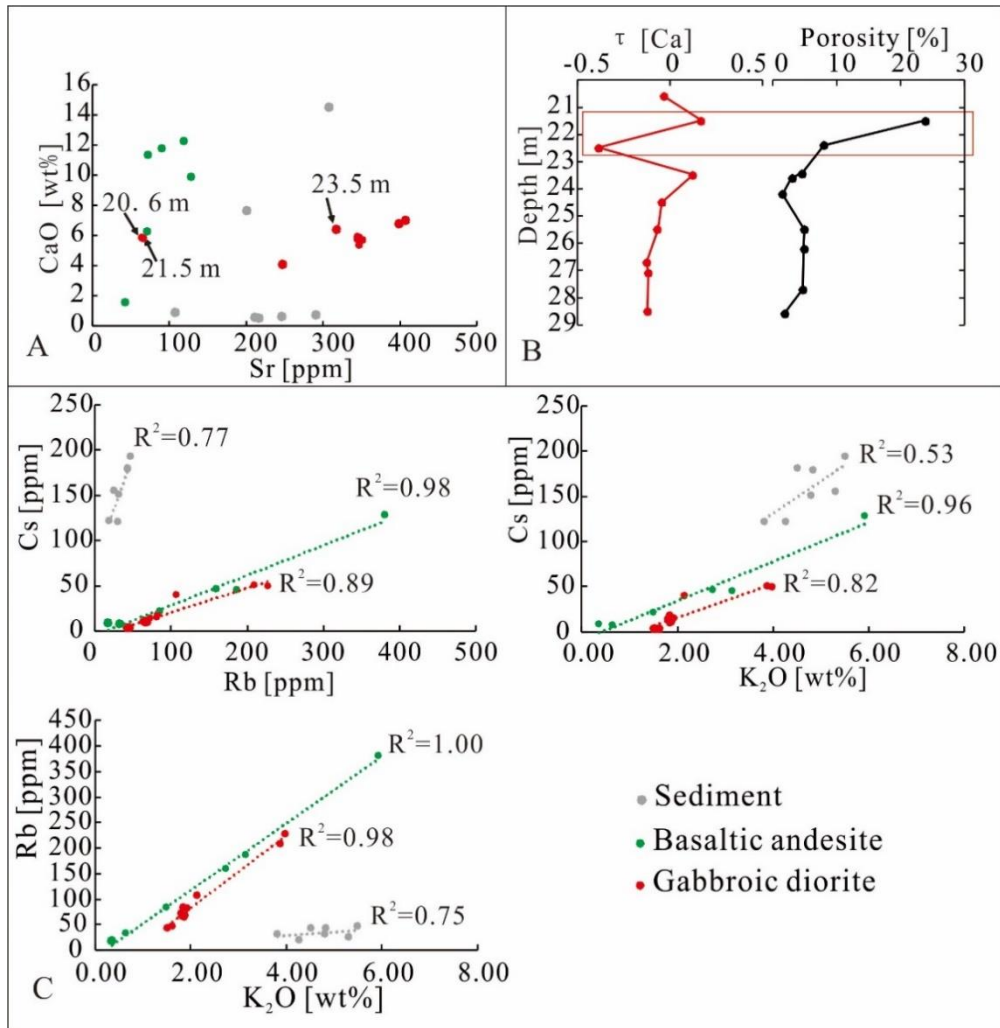 16
14
12
10
8
6
4
2
0
CaO [wt%]
20. 6 m
21.5 m
23.5 m
0 100 200 300 400 500
Sr [ppm]
A
τ [Ca]
Porosity [%]
-0.5 0 0.5
0 10 20 30
21
22
23
24
25
26
27
28
29
Depth [m]
B
250
200
150
100
50
0
Cs [ppm]
R²=0.77
R²=0.98
R²=0.89
0 100 200 300 400 500
Rb [ppm]
250
200
150
100
50
0
Cs [ppm]
R²=0.53
R²=0.96
R²=0.82
0.00 2.00 4.00 6.00 8.00
K₂O [wt%]
450
400
350
300
250
200
150
100
50
0
Rb [ppm]
R²=1.00
R²=0.98
R²=0.75
0.00 2.00 4.00 6.00 8.00
K₂O [wt%]
C
Sediment
Basaltic andesite
Gabbroic diorite